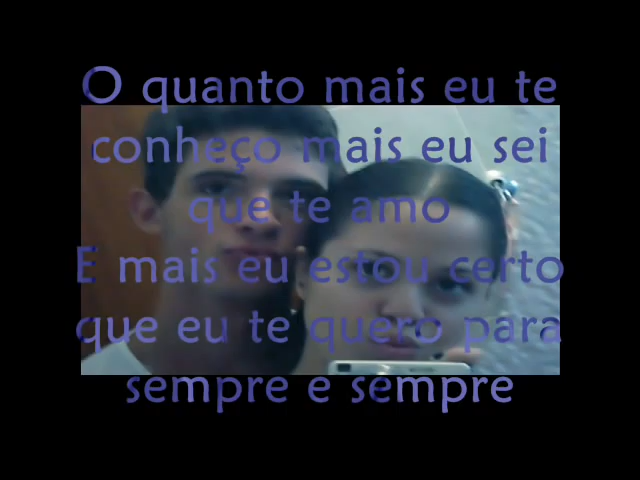 O quanto mais eu te
conheço mais eu sei
que te amo
E mais eu estou certo
que eu te quero para
sempre e sempre